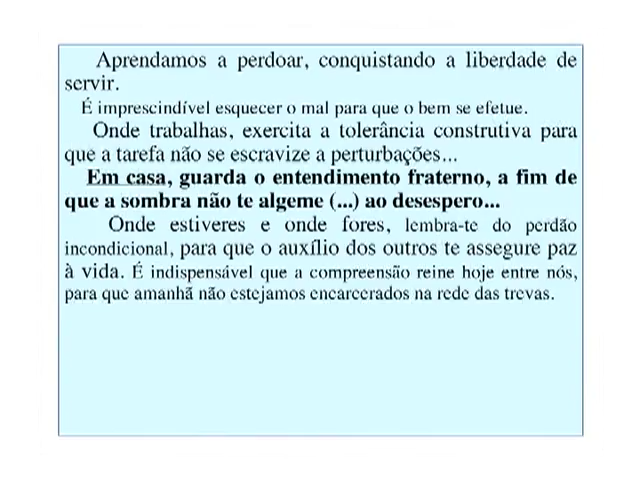 Aprendamos a perdoar, conquistando a liberdade de
servir.
É imprescindível esquecer o mal para que o bem se efetue.
Onde trabalhas, exercita a tolerância construtiva para
que a tarefa não se escravize a perturbações...
Em casa, guarda o entendimento fraterno, a fim de
que a sombra não te algeme (...) ao desespero...
Onde estiveres e onde fores, lembra-te do perdão
incondicional, para que o auxílio dos outros te assegure paz
à vida. É indispensável que a compreensão reine hoje entre nós,
para que amanhã não estejamos encarcerados na rede das trevas.